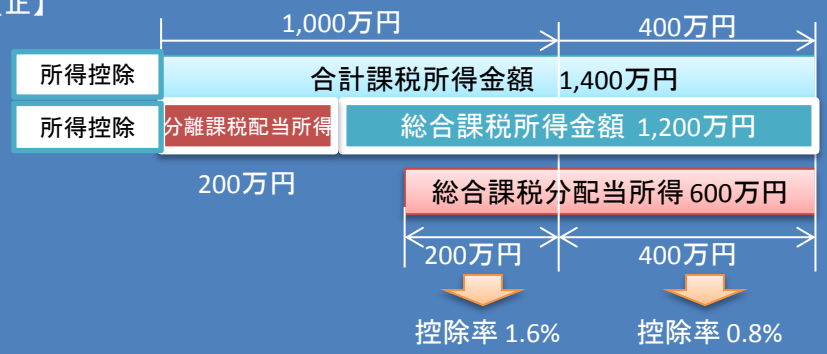 正】
1,000万円 400万円
所得控除 合計課税所得金額 1,400万円
所得控除 分離課税配当所得 総合課税所得金額 1,200万円
200万円 総合課税分配当所得 600万円
200万円 400万円
控除率 1.6% 控除率 0.8%